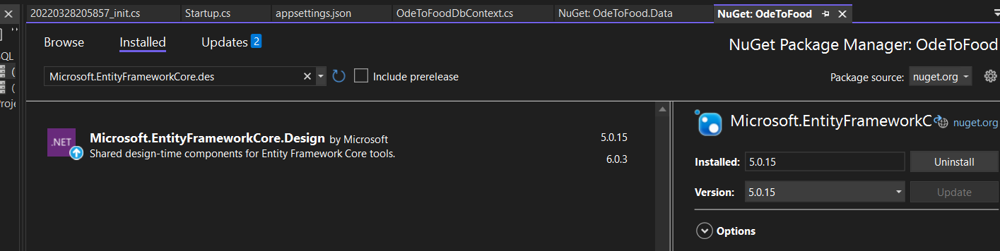 20220328205857_init.cs
Startup.cs
appsettings.json
OdeToFoodDbContext.cs
NuGet: OdeToFood.Data
NuGet: OdeToFood
Browse
Installed
Updates 2
NuGet Package Manager: OdeToFood
Microsoft.EntityFrameworkCore.des
Include prerelease
Package source: nuget.org
.NET
Microsoft.EntityFrameworkCore.Design by Microsoft
5.0.15
Shared design-time components for Entity Framework Core tools.
6.0.3
Microsoft.EntityFrameworkC
nuget.org
Installed: 5.0.15
Uninstall
Version: 5.0.15
Update
Options